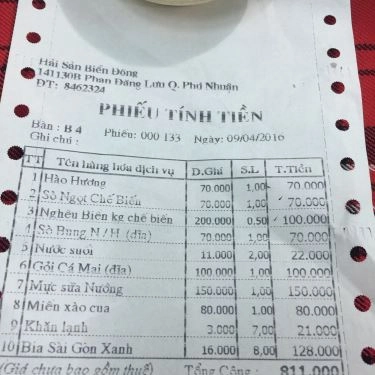 Hải Sản Biển Đông
141130B Phan Đăng Lưu Q. Phú Nhuận
ĐT: 8462324
PHIẾU TÍNH TIỀN
Bàn : B 4 Phiếu: 000 133 Ngày: 09/04/2016
Ghi chú :
TT Tên hàng hóa dịch vụ Đ.Ghí S.L T.Tiền
1 Hào Hương 70.000 1,00 70.000
2 Sò Ngọt Chế Biến 70.000 1,00 70.000
3 Nghêu Biển kg chế biến 200.000 0,50 100.000
4 Sò Bung N / H (dĩa) 70.000 1,00 70.000
5 Nước suối 11.000 2,00 22.000
6 Gỏi Cá Mai (dĩa) 100.000 1,00 100.000
7 Mực sữa Nướng 150.000 1,00 150.000
8 Miến xào cua 80.000 1,00 80.000
9 Khăn lạnh 3.000 7,00 21.000
10 Bia Sài Gòn Xanh 16.000 8,00 128.000
(Giá chưa bao gồm thuế) Tổng Cộng : 811.000